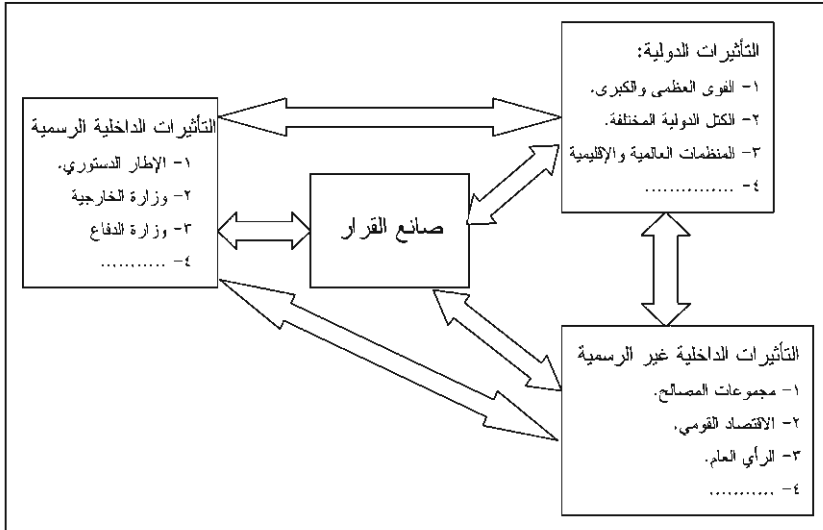 التأثيرات الدولية:
١- القوى العظمى والكبرى.
٢- الكتل الدولية المختلفة.
٣- المنظمات العالمية والإقليمية
٤- ...............
التأثيرات الداخلية الرسمية
١- الإطار الدستوري.
٢- وزارة الخارجية
٣- وزارة الدفاع
٤- ...........
صانع القرار
التأثيرات الداخلية غير الرسمية
١- مجموعات المصالح.
٢- الاقتصاد القومي.
٣- الرأي العام.
٤- ...........